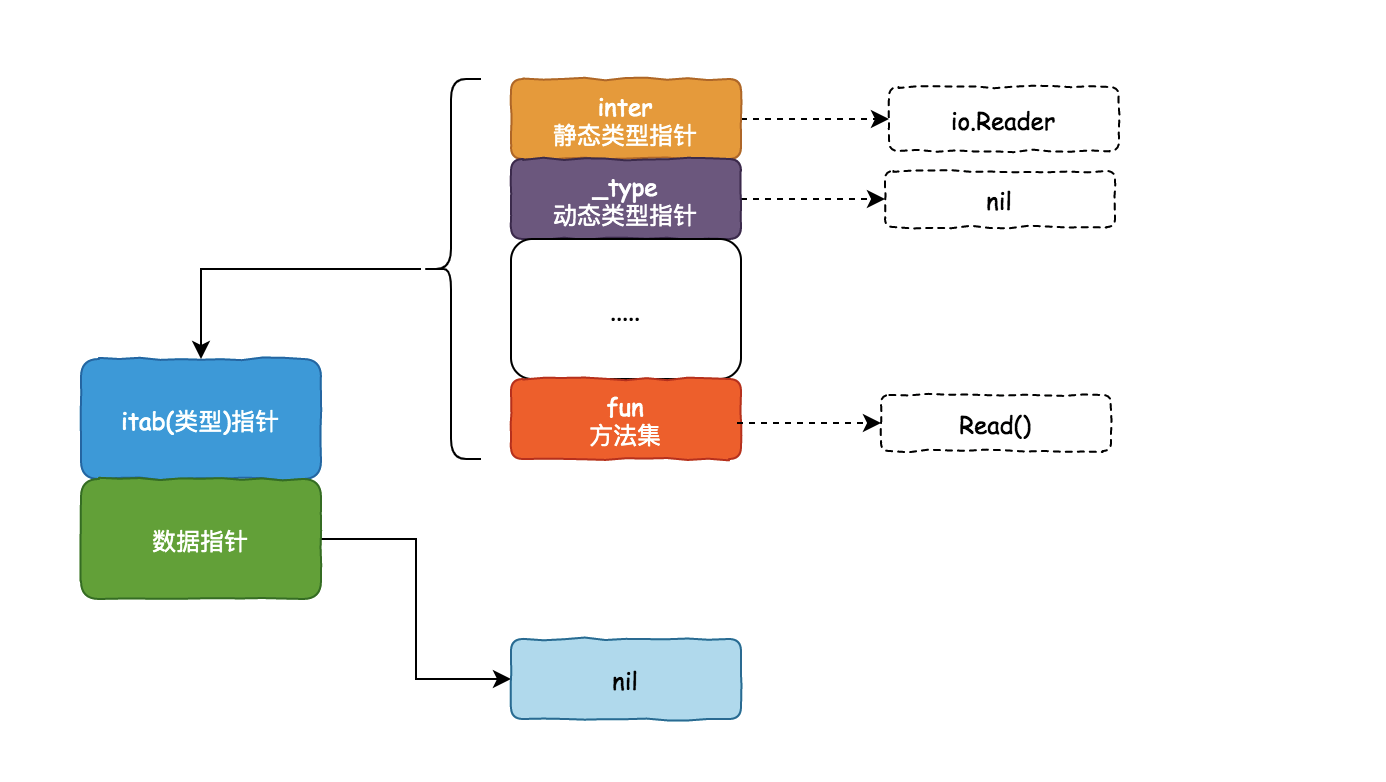 inter
静态类型指针
io.Reader
_type
动态类型指针
nil
.....
fun
方法集
Read()
itab(类型)指针
数据指针
nil